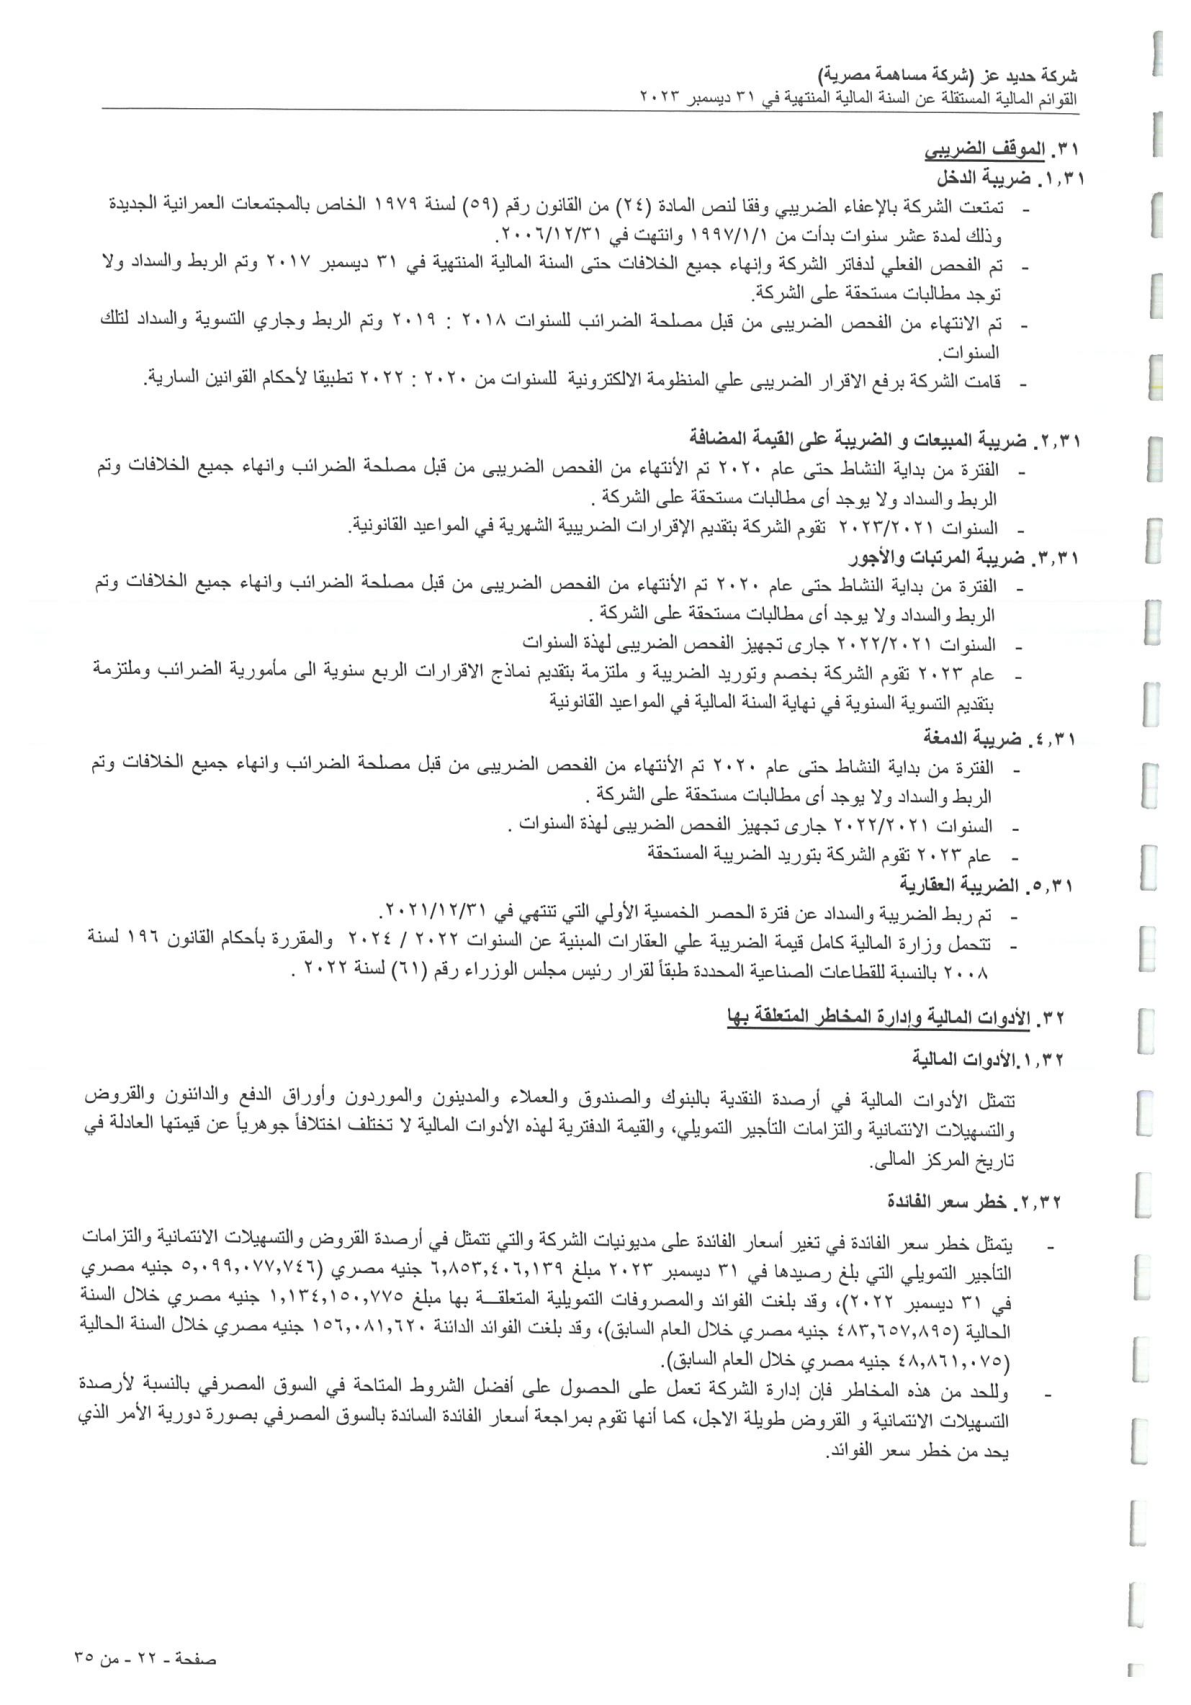 شركة حديد عز (شركة مساهمة مصرية)
القوائم المالية المستقلة عن السنة المالية المنتهية في ٣١ ديسمبر ٢٠٢٣
٣١. الموقف الضريبي
١,٣١. ضريبة الدخل
- تمتعت الشركة بالإعفاء الضريبي وفقا لنص المادة (٢٤) من القانون رقم (٥٩) لسنة ١٩٧٩ الخاص بالمجتمعات العمرانية الجديدة
وذلك لمدة عشر سنوات بدأت من ١٩٩٧/١/١ وانتهت في ٢٠٠٦/١٢/٣١.
- تم الفحص الفعلي لدفاتر الشركة وإنهاء جميع الخلافات حتى السنة المالية المنتهية في ٣١ ديسمبر ٢٠١٧ وتم الربط والسداد ولا
توجد مطالبات مستحقة على الشركة.
- تم الانتهاء من الفحص الضريبى من قبل مصلحة الضرائب للسنوات ٢٠١٨ : ٢٠١٩ وتم الربط وجاري التسوية والسداد لتلك
السنوات.
- قامت الشركة برفع الاقرار الضريبى علي المنظومة الالكترونية للسنوات من ٢٠٢٠ : ٢٠٢٢ تطبيقا لأحكام القوانين السارية.
٢,٣١. ضريبة المبيعات و الضريبة على القيمة المضافة
- الفترة من بداية النشاط حتى عام ٢٠٢٠ تم الأنتهاء من الفحص الضريبى من قبل مصلحة الضرائب وانهاء جميع الخلافات وتم
الربط والسداد ولا يوجد أى مطالبات مستحقة على الشركة .
- السنوات ٢٠٢٣/٢٠٢١ تقوم الشركة بتقديم الإقرارات الضريبية الشهرية في المواعيد القانونية.
٣,٣١. ضريبة المرتبات والأجور
- الفترة من بداية النشاط حتى عام ٢٠٢٠ تم الأنتهاء من الفحص الضريبى من قبل مصلحة الضرائب وانهاء جميع الخلافات وتم
الربط والسداد ولا يوجد أى مطالبات مستحقة على الشركة .
- السنوات ٢٠٢٢/٢٠٢١ جارى تجهيز الفحص الضريبى لهذة السنوات
- عام ٢٠٢٣ تقوم الشركة بخصم وتوريد الضريبة و ملتزمة بتقديم نماذج الاقرارات الربع سنوية الى مأمورية الضرائب وملتزمة
بتقديم التسوية السنوية في نهاية السنة المالية في المواعيد القانونية
٤,٣١. ضريبة الدمغة
- الفترة من بداية النشاط حتى عام ٢٠٢٠ تم الأنتهاء من الفحص الضريبى من قبل مصلحة الضرائب وانهاء جميع الخلافات وتم
الربط والسداد ولا يوجد أى مطالبات مستحقة على الشركة .
- السنوات ٢٠٢٢/٢٠٢١ جارى تجهيز الفحص الضريبى لهذة السنوات .
- عام ٢٠٢٣ تقوم الشركة بتوريد الضريبة المستحقة
٥,٣١. الضريبة العقارية
- تم ربط الضريبة والسداد عن فترة الحصر الخمسية الأولي التي تنتهي في ٢٠٢١/١٢/٣١.
- تتحمل وزارة المالية كامل قيمة الضريبة علي العقارات المبنية عن السنوات ٢٠٢٢ / ٢٠٢٤ والمقررة بأحكام القانون ١٩٦ لسنة
٢٠٠٨ بالنسبة للقطاعات الصناعية المحددة طبقاً لقرار رئيس مجلس الوزراء رقم (٦١) لسنة ٢٠٢٢ .
٣٢. الأدوات المالية وإدارة المخاطر المتعلقة بها
١,٣٢.الأدوات المالية
تتمثل الأدوات المالية في أرصدة النقدية بالبنوك والصندوق والعملاء والمدينون والموردون وأوراق الدفع والدائنون والقروض
والتسهيلات الائتمانية والتزامات التأجير التمويلي، والقيمة الدفترية لهذه الأدوات المالية لا تختلف اختلافاً جوهرياً عن قيمتها العادلة في
تاريخ المركز المالى.
٢,٣٢. خطر سعر الفائدة
- يتمثل خطر سعر الفائدة في تغير أسعار الفائدة على مديونيات الشركة والتي تتمثل في أرصدة القروض والتسهيلات الائتمانية والتزامات
التأجير التمويلي التي بلغ رصيدها في ٣١ ديسمبر ٢٠٢٣ مبلغ ٦,٨٥٣,٤٠٦,١٣٩ جنيه مصري (٥,٠٩٩,٠٧٧,٧٤٦ جنيه مصري
في ٣١ ديسمبر ٢٠٢٢)، وقد بلغت الفوائد والمصروفات التمويلية المتعلقــة بها مبلغ ١,١٣٤,١٥٠,٧٧٥ جنيه مصري خلال السنة
الحالية (٤٨٣,٦٥٧,٨٩٥ جنيه مصري خلال العام السابق)، وقد بلغت الفوائد الدائنة ١٥٦,٠٨١,٦٢٠ جنيه مصري خلال السنة الحالية
(٤٨,٨٦١,٠٧٥ جنيه مصري خلال العام السابق).
- وللحد من هذه المخاطر فإن إدارة الشركة تعمل على الحصول على أفضل الشروط المتاحة في السوق المصرفي بالنسبة لأرصدة
التسهيلات الائتمانية و القروض طويلة الاجل، كما أنها تقوم بمراجعة أسعار الفائدة السائدة بالسوق المصرفي بصورة دورية الأمر الذي
يحد من خطر سعر الفوائد.
صفحة - ٢٢ - من ٣٥